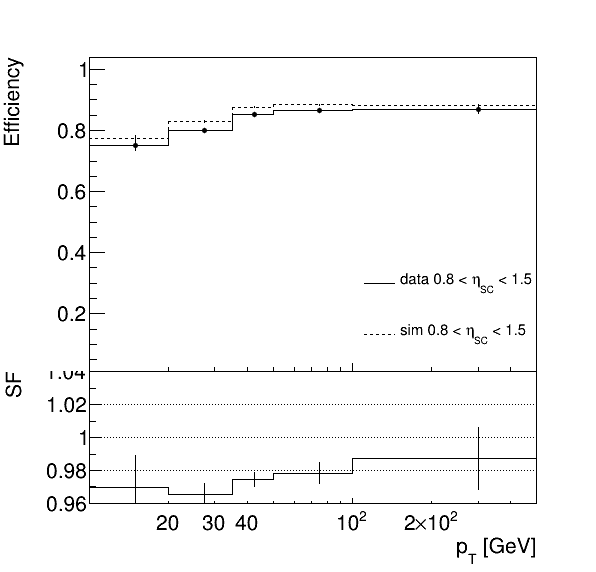 Efficiency
1
0.8
0.6
0.4
0.2
data 0.8 < η_SC < 1.5
sim 0.8 < η_SC < 1.5
SF
1.04
1.02
1
0.98
0.96
20 30 40 10² 2×10²
p_T [GeV]